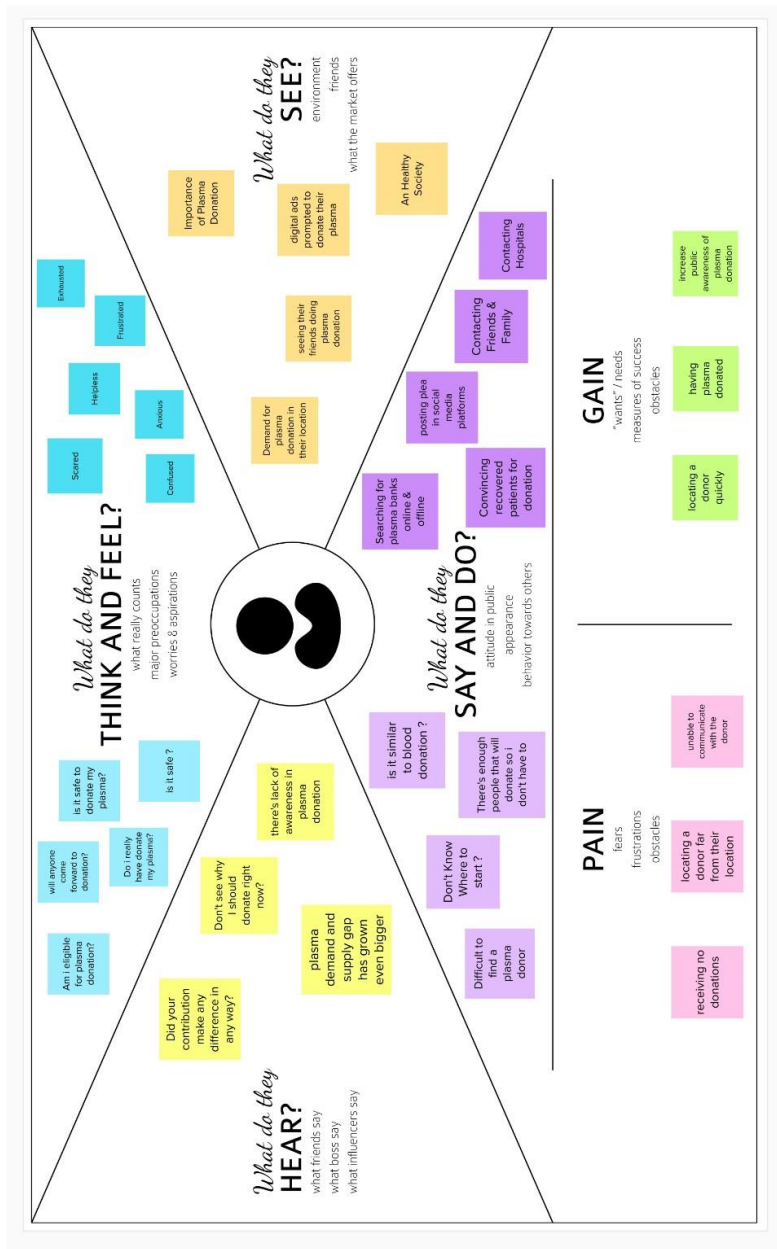 What do they
THINK AND FEEL?
what really counts
major preoccupations
worries & aspirations
Am i eligible
for plasma
donation?
will anyone
come
forward to
donation?
Do i really
have donate
my plasma?
Is it safe to
donate my
plasma?
Is it safe ?
Scared
Confused
Helpless
Anxious
Frustrated
Exhausted
What do they
HEAR?
what friends say
what boss say
what influencers say
Did your
contribution
make any
difference in
any way?
Don't see why
I should
donate right
now?
plasma
demand and
supply gap
has grown
even bigger
there's lack of
awareness in
plasma
donation
What do they
SEE?
environment
friends
what the market offers
Demand for
plasma
donation in
their location
seeing their
friends doing
plasma
donation
Importance
of Plasma
Donation
digital ads
prompted to
donate their
plasma
An Healthy
Society
What do they
SAY AND DO?
attitude in public
appearance
behavior towards others
Difficult to
find a
plasma
donor
Don't Know
Where to
start ?
is it similar
to blood
donation ?
There's enough
people that will
donate so i
don't have to
Searching for
plasma banks
online &
offline
Convincing
recovered
patients for
donation
posting plea
in social
media
platforms
Contacting
Friends &
Family
Contacting
Hospitals
PAIN
fears
frustrations
obstacles
receiving no
donations
locating a
donor far
from their
location
unable to
communicate
with the
donor
GAIN
"wants" / needs
measures of success
obstacles
locating a
donor
quickly
having
plasma
donated
increase
public
awareness of
plasma
donation